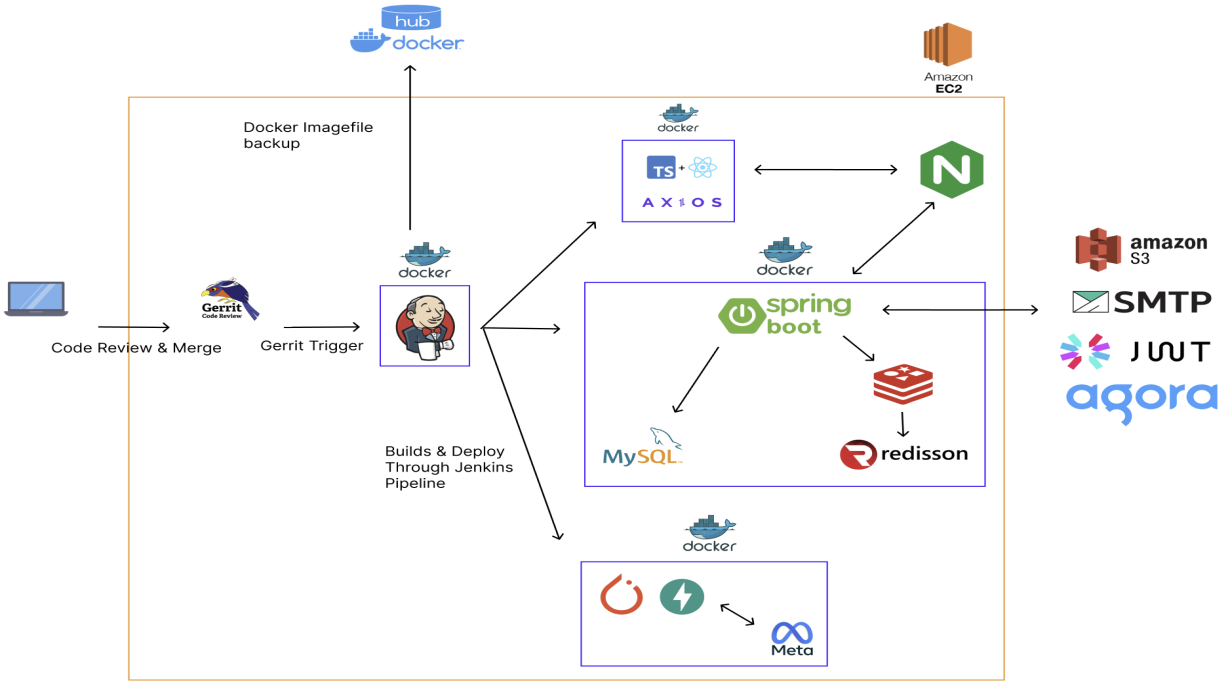 hub
docker
Amazon
EC2
Docker Imagefile
backup
docker
TS + 
AXIOS
N
docker
docker
amazon
S3
spring
boot
SMTP
Gerrit
Code Review
Code Review & Merge
Gerrit Trigger
JWT
agora
Builds & Deploy
Through Jenkins
Pipeline
MySQL
redisson
docker
Meta